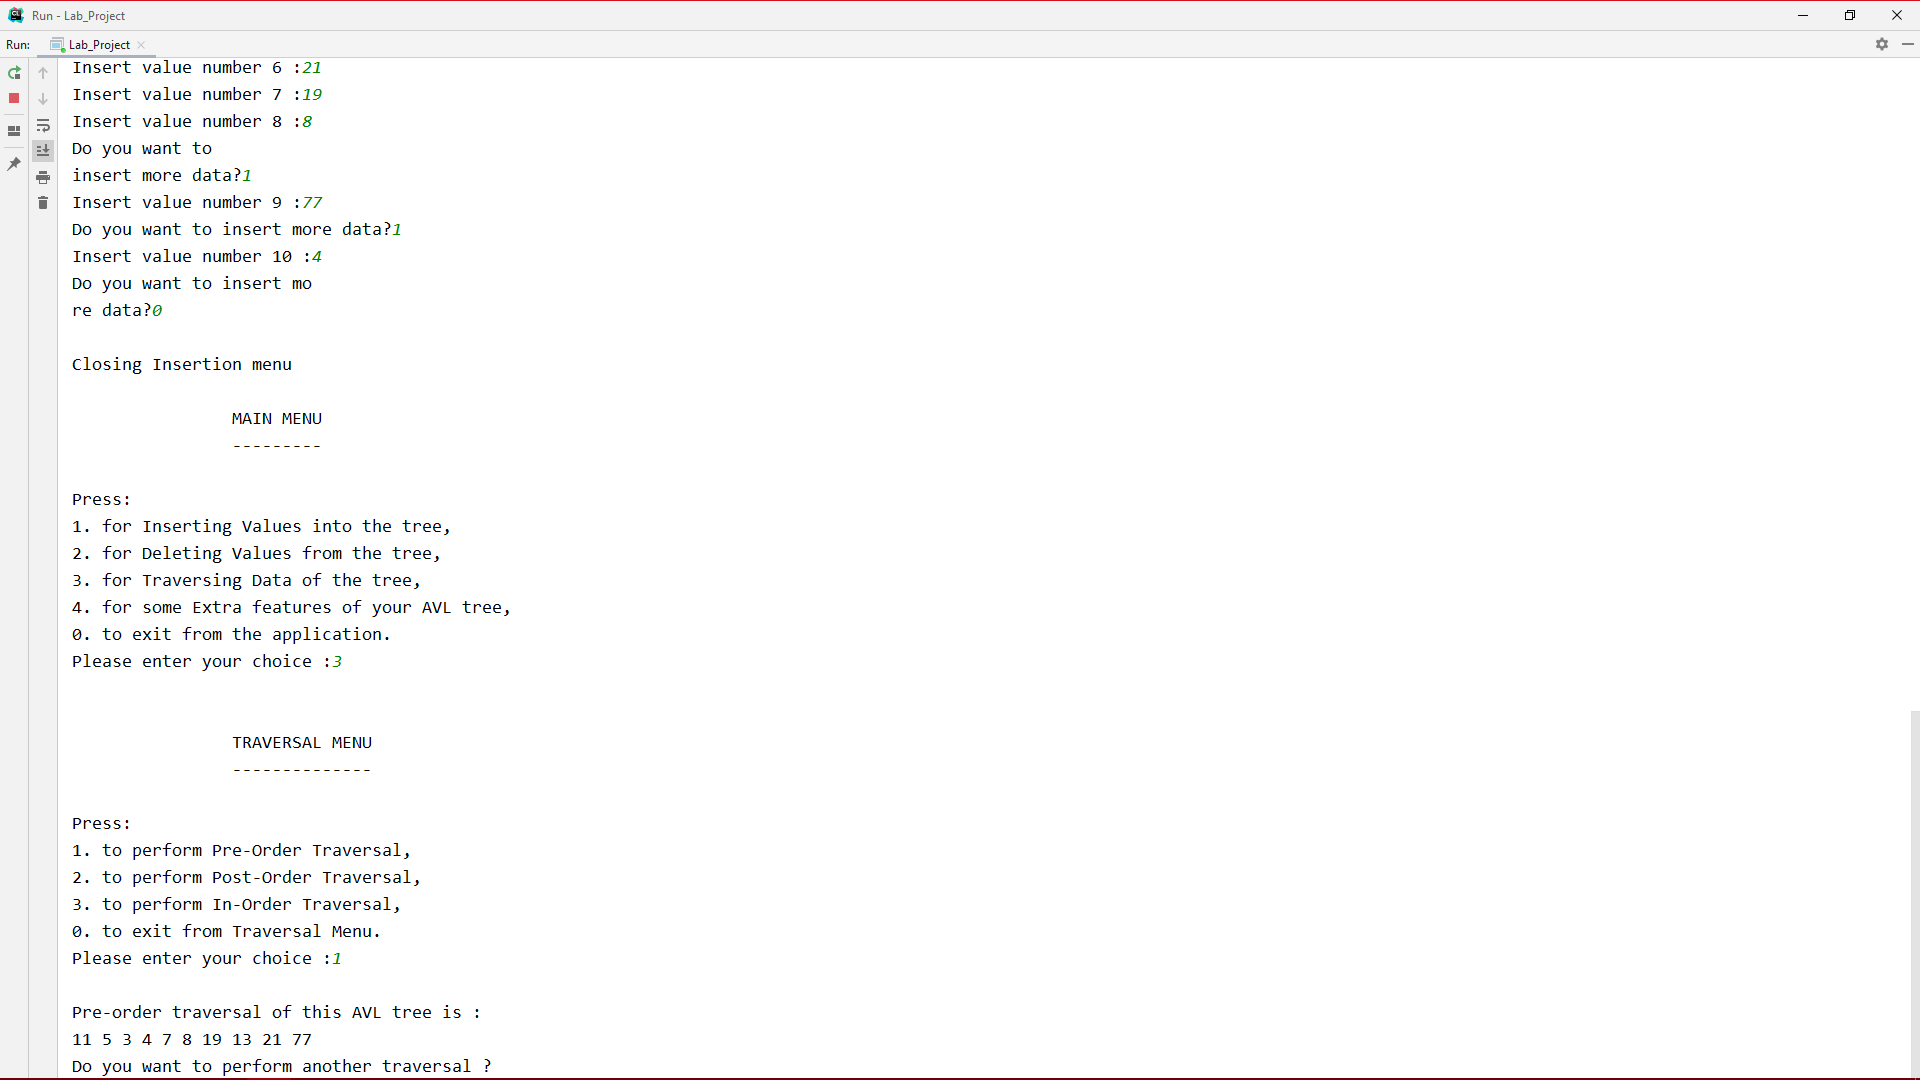 Run - Lab_Project
Run: Lab_Project
Insert value number 6 :21
Insert value number 7 :19
Insert value number 8 :8
Do you want to
insert more data?1
Insert value number 9 :77
Do you want to insert more data?1
Insert value number 10 :4
Do you want to insert mo
re data?0
Closing Insertion menu
MAIN MENU
---------
Press:
1. for Inserting Values into the tree,
2. for Deleting Values from the tree,
3. for Traversing Data of the tree,
4. for some Extra features of your AVL tree,
0. to exit from the application.
Please enter your choice :3
TRAVERSAL MENU
--------------
Press:
1. to perform Pre-Order Traversal,
2. to perform Post-Order Traversal,
3. to perform In-Order Traversal,
0. to exit from Traversal Menu.
Please enter your choice :1
Pre-order traversal of this AVL tree is :
11 5 3 4 7 8 19 13 21 77
Do you want to perform another traversal ?